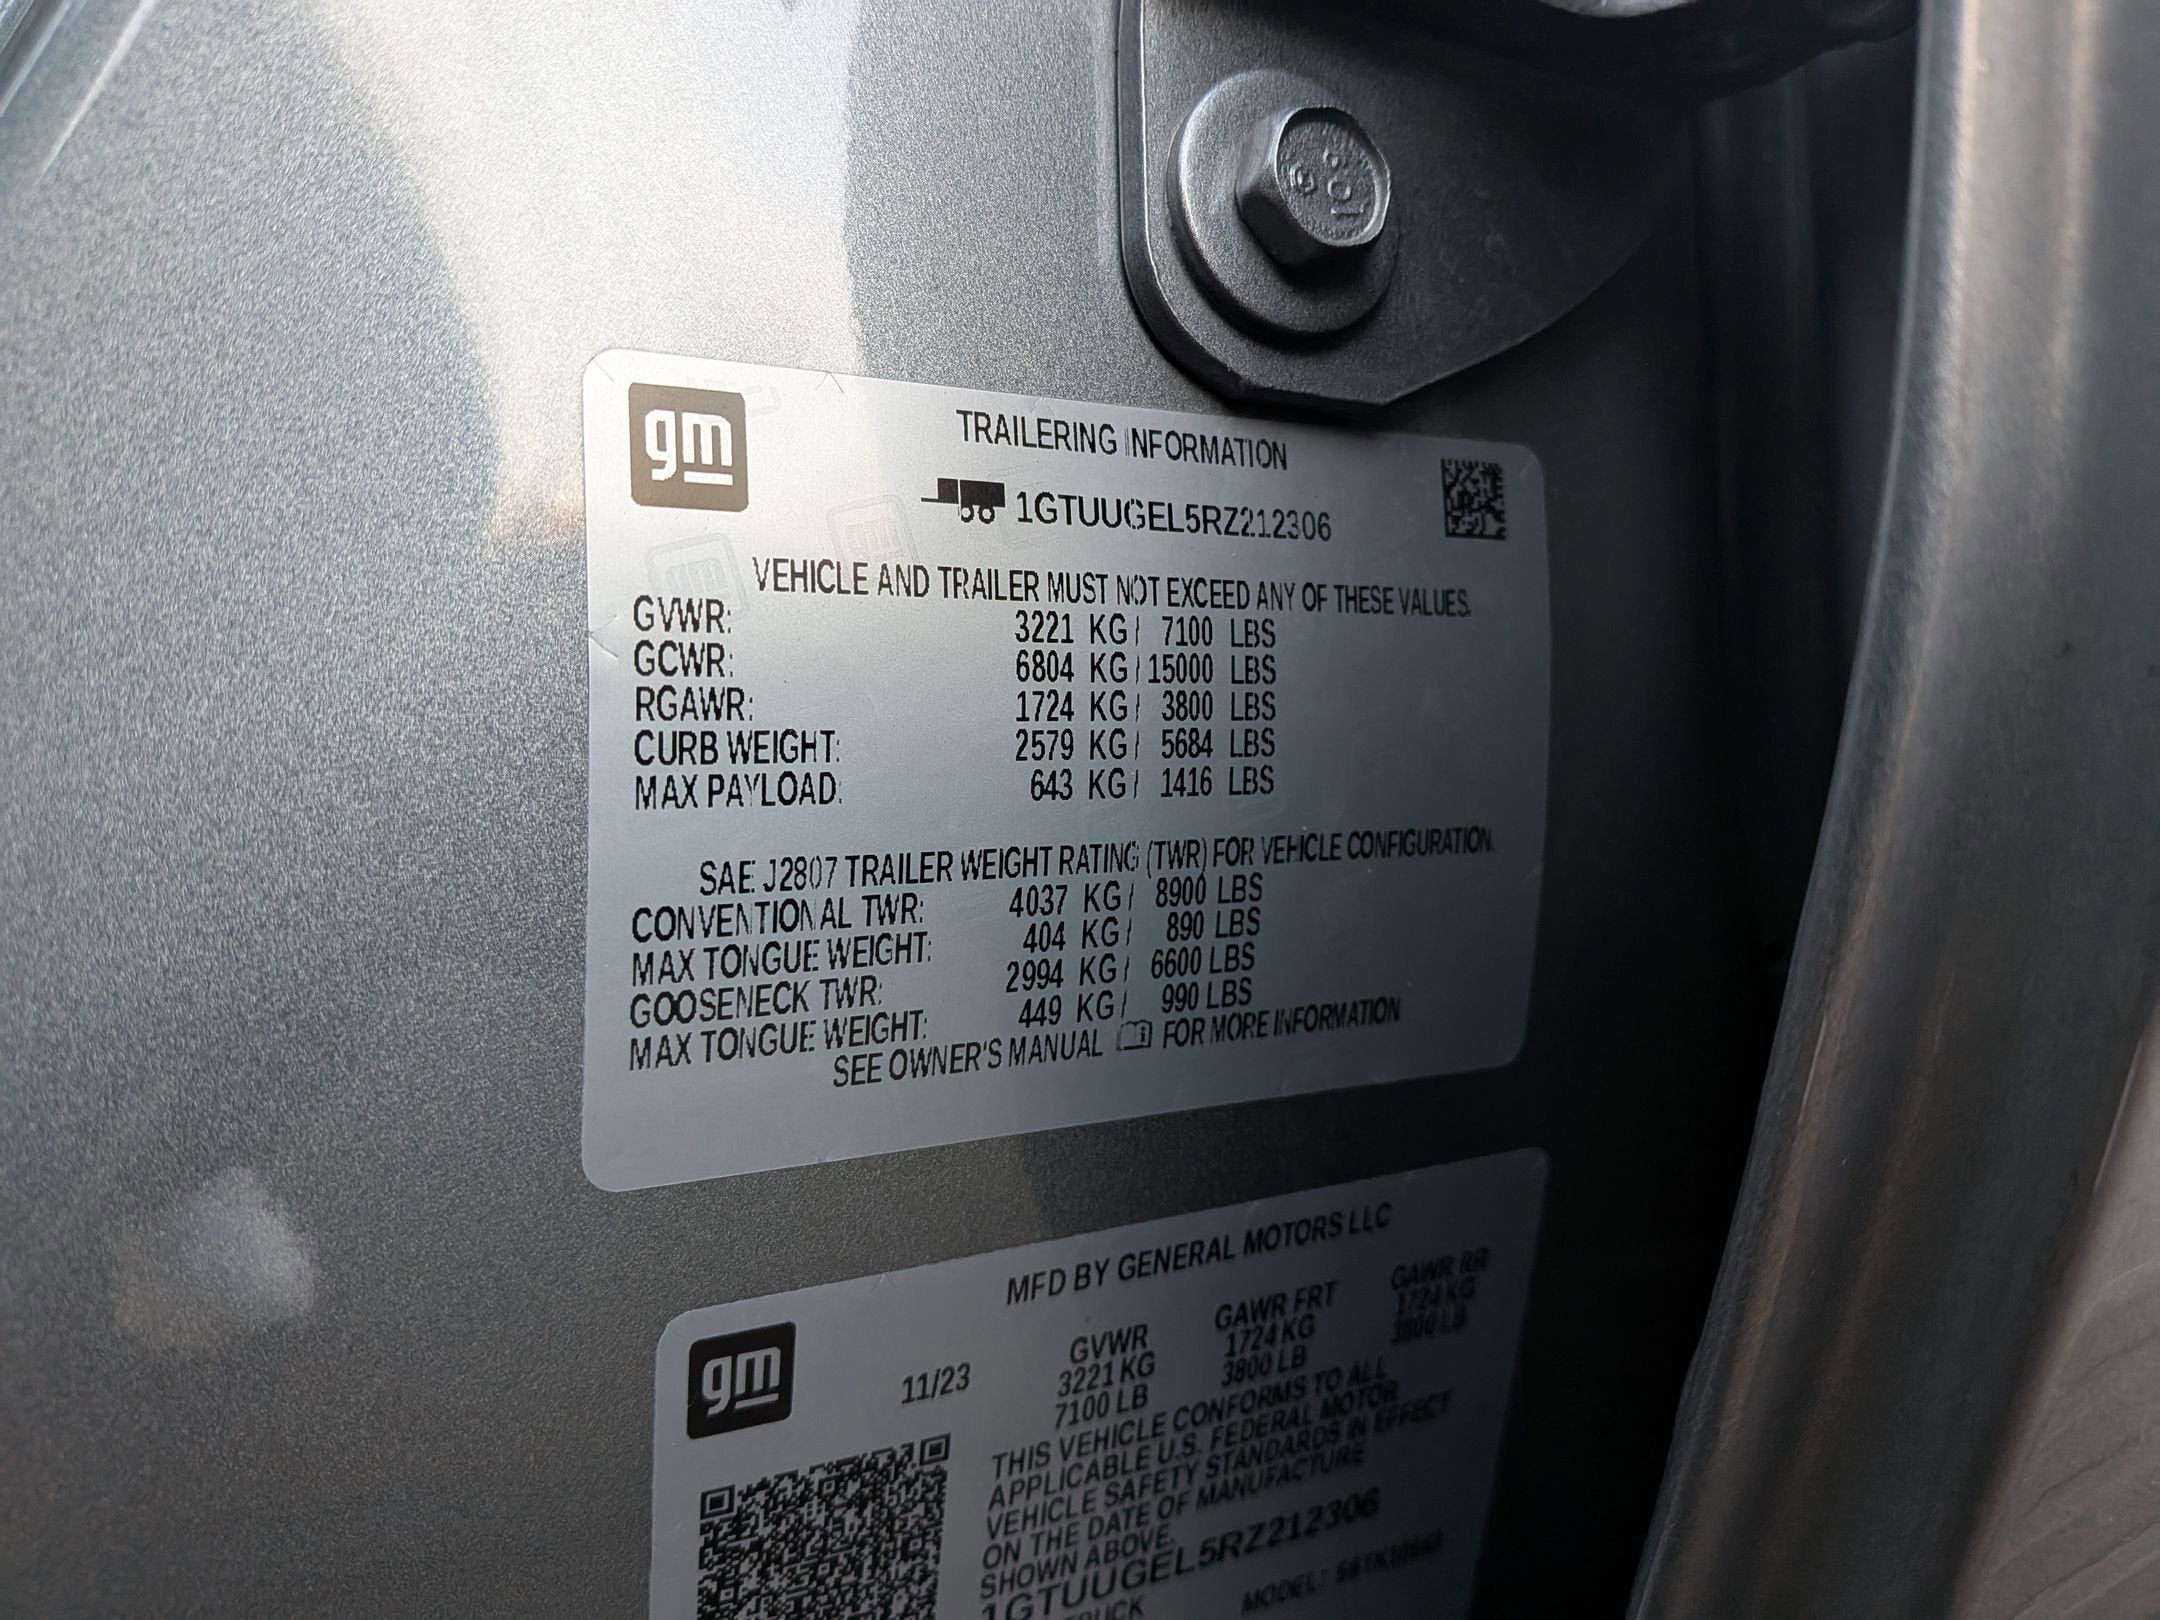 108
gm
TRAILERING INFORMATION
1GTUUGEL5RZ212306
VEHICLE AND TRAILER MUST NOT EXCEED ANY OF THESE VALUES.
GVWR: 3221 KG / 7100 LBS
GCWR: 6804 KG / 15000 LBS
RGAWR: 1724 KG / 3800 LBS
CURB WEIGHT: 2579 KG / 5684 LBS
MAX PAYLOAD: 643 KG / 1416 LBS
SAE J2807 TRAILER WEIGHT RATING (TWR) FOR VEHICLE CONFIGURATION.
CONVENTIONAL TWR: 4037 KG / 8900 LBS
MAX TONGUE WEIGHT: 404 KG / 890 LBS
GOOSENECK TWR: 2994 KG / 6600 LBS
MAX TONGUE WEIGHT: 449 KG / 990 LBS
SEE OWNER'S MANUAL FOR MORE INFORMATION
gm
MFD BY GENERAL MOTORS LLC
11/23
GVWR GAWR FRT GAWR RR
3221 KG 1724 KG 1724 KG
7100 LB 3800 LB 3800 LB
THIS VEHICLE CONFORMS TO ALL
APPLICABLE U.S. FEDERAL MOTOR
VEHICLE SAFETY STANDARDS IN EFFECT
ON THE DATE OF MANUFACTURE
SHOWN ABOVE.
1GTUUGEL5RZ212306
MODEL: